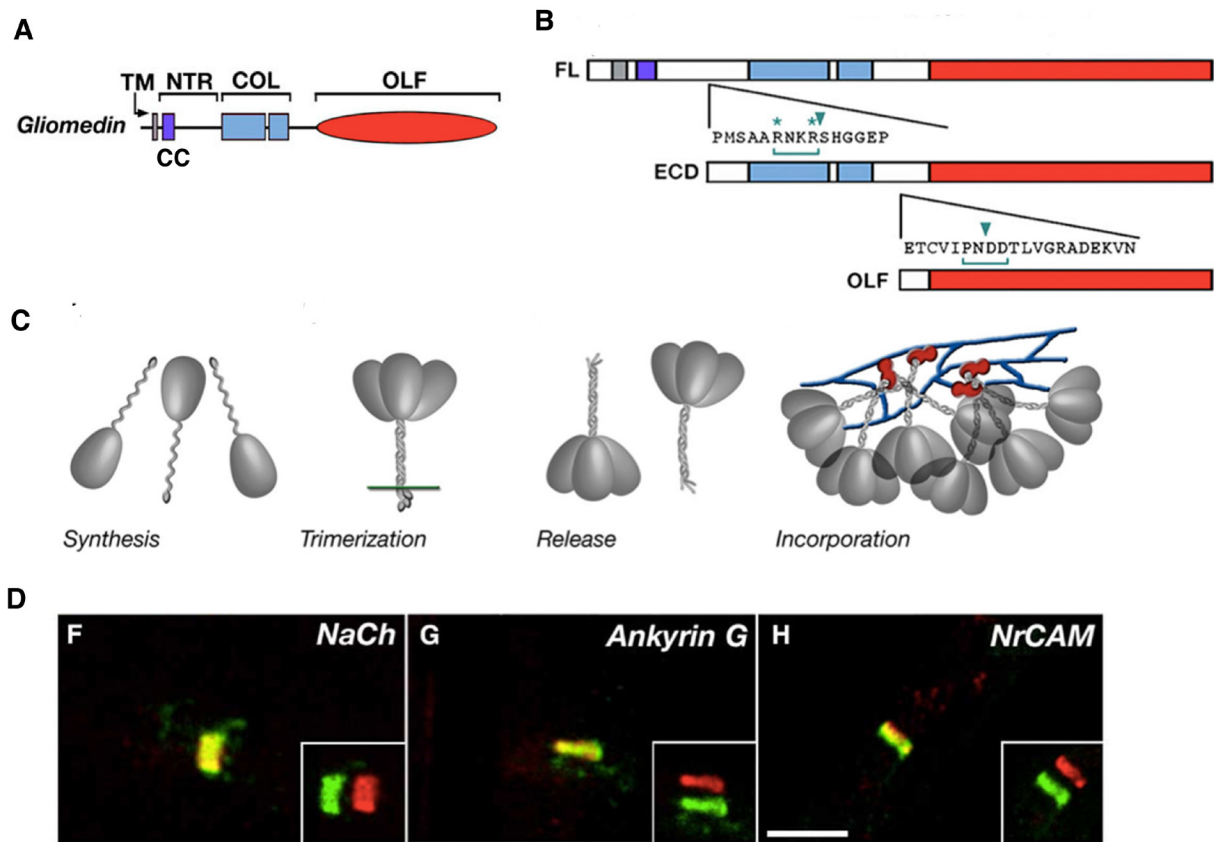 A
TM NTR COL OLF
Gliomedin
CC
B
FL
* *
PMSAARNKRSHGGEP
ECD
ETCVIPNDDTLVGRADEKVN
OLF
C
Synthesis
Trimerization
Release
Incorporation
D
F NaCh
G Ankyrin G
H NrCAM